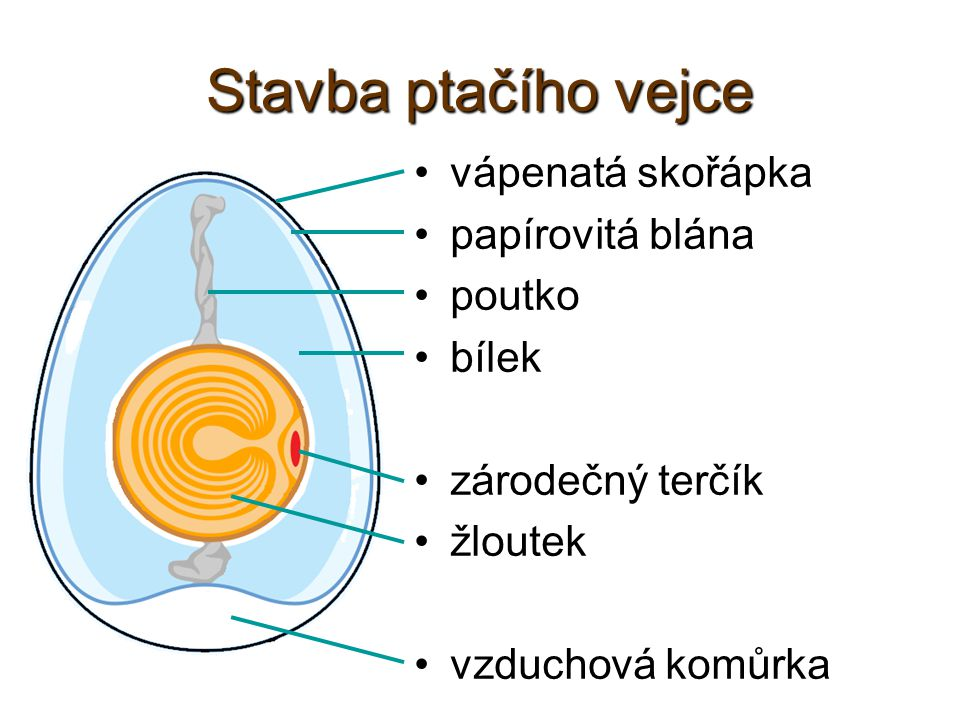 Stavba ptačího vejce
• vápenatá skořápka
• papírovitá blána
• poutko
• bílek
• zárodečný terčík
• žloutek
• vzduchová komůrka